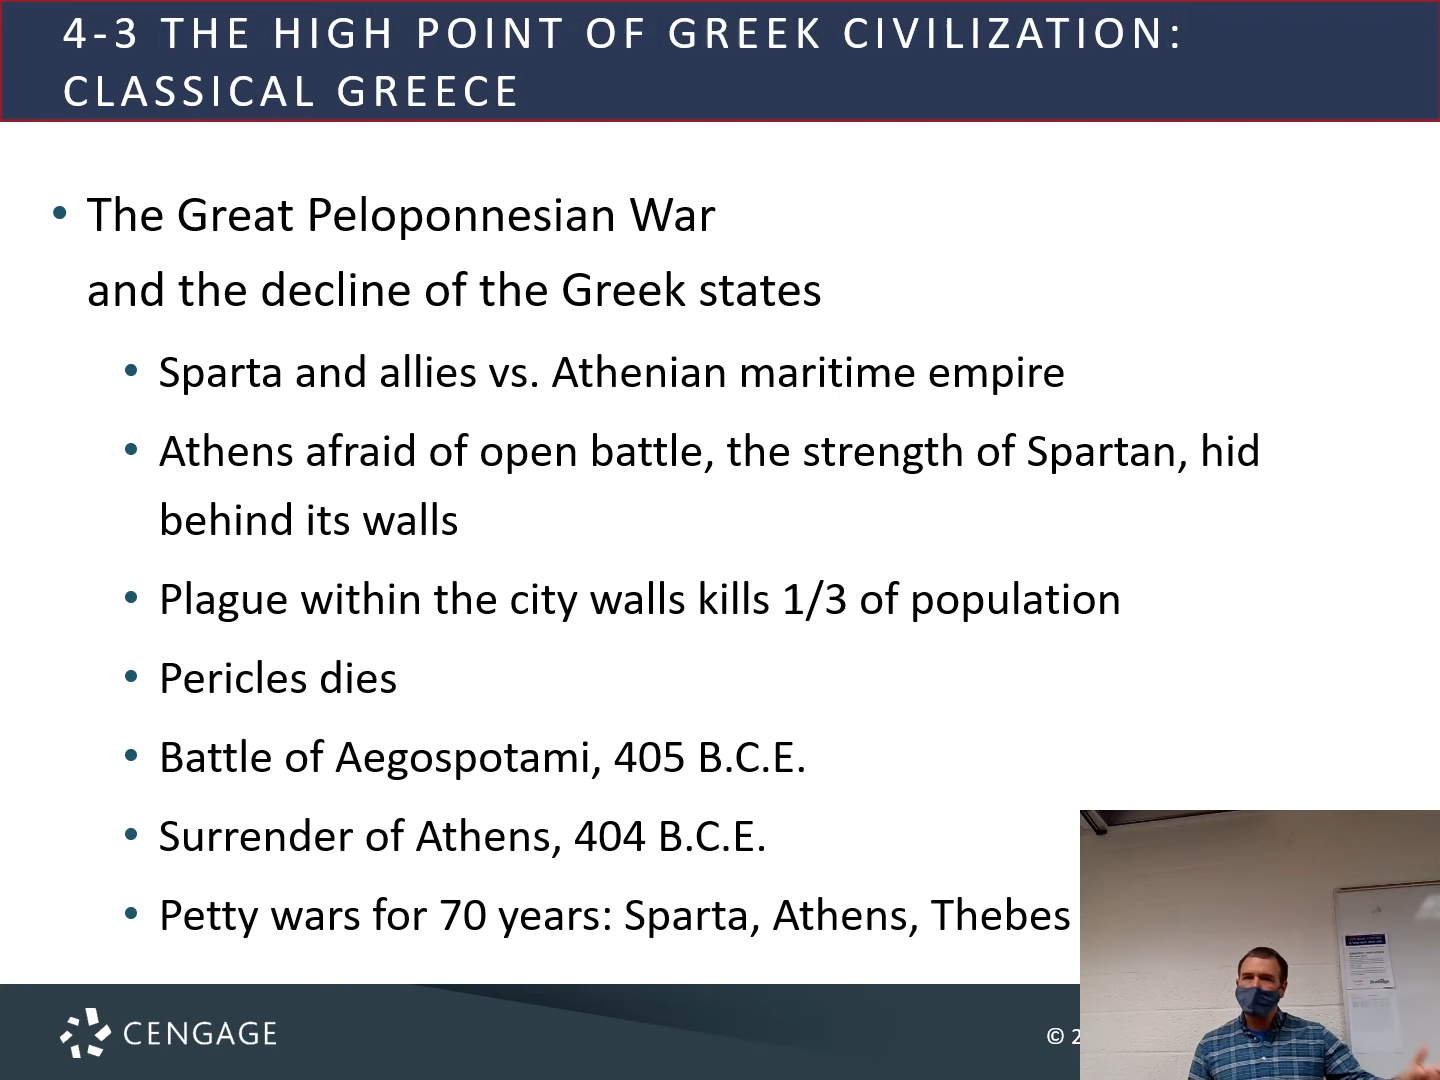 4-3 THE HIGH POINT OF GREEK CIVILIZATION:
CLASSICAL GREECE
• The Great Peloponnesian War
and the decline of the Greek states
• Sparta and allies vs. Athenian maritime empire
• Athens afraid of open battle, the strength of Spartan, hid
behind its walls
• Plague within the city walls kills 1/3 of population
• Pericles dies
• Battle of Aegospotami, 405 B.C.E.
• Surrender of Athens, 404 B.C.E.
• Petty wars for 70 years: Sparta, Athens, Thebes
CENGAGE
© 2